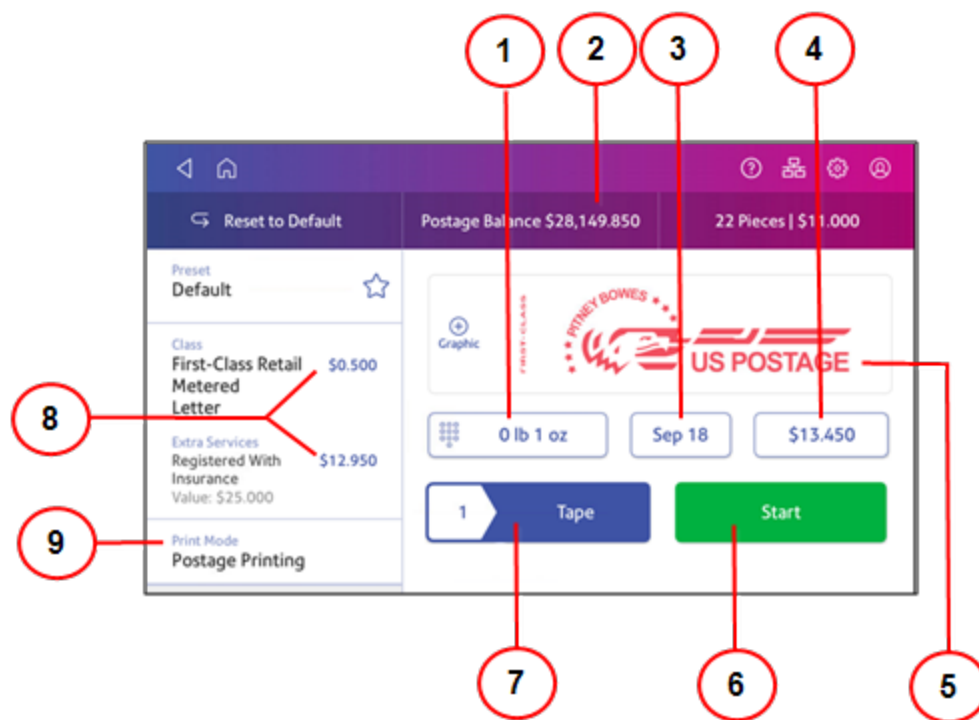 1
2
3
4
Reset to Default
Postage Balance $28,149.850
22 Pieces | $11.000
Preset
Default
Class
First-Class Retail $0.500
Metered
Letter
Extra Services
Registered With $12.950
Insurance
Value: $25.000
Print Mode
Postage Printing
Graphic
FIRST-CLASS
PITNEY BOWES
US POSTAGE
0 lb 1 oz
Sep 18
$13.450
1 Tape
Start
8
9
7
6
5